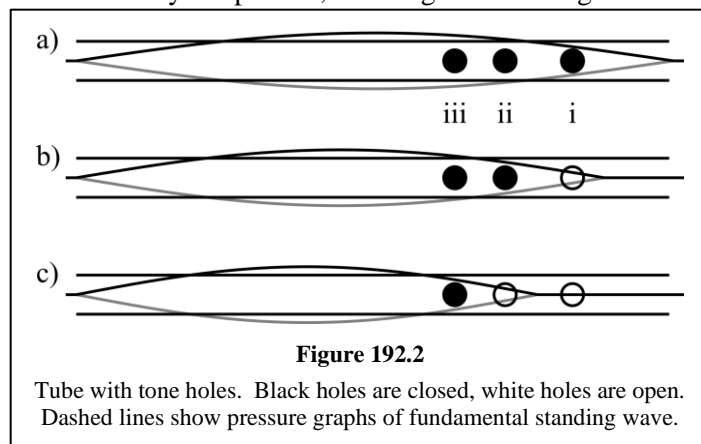 a)
iii ii i
b)
c)
Figure 192.2
Tube with tone holes. Black holes are closed, white holes are open.
Dashed lines show pressure graphs of fundamental standing wave.